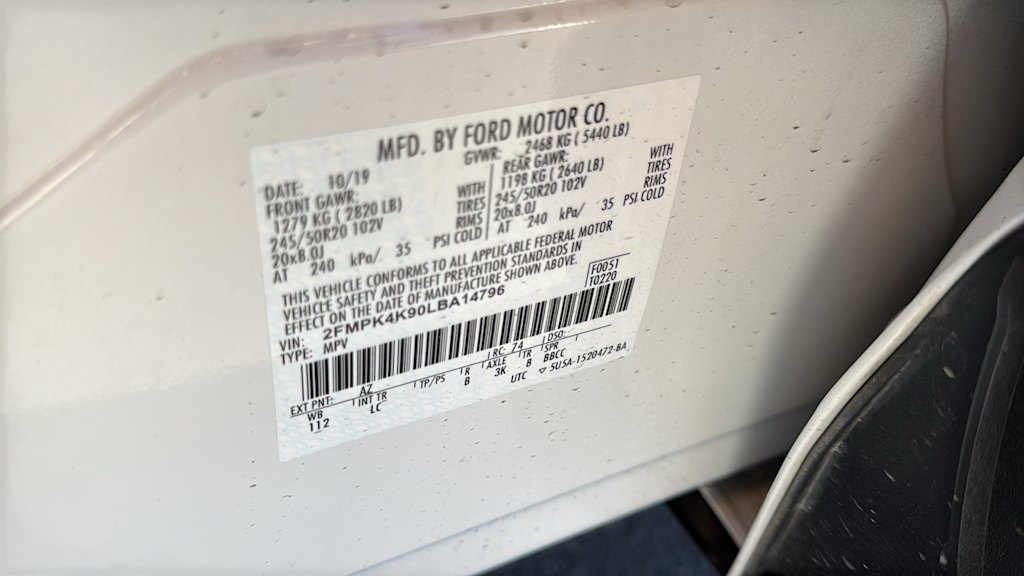 MFD. BY FORD MOTOR CO.
DATE: 10/19
GVWR: 2468 KG ( 5440 LB)
FRONT GAWR:
1279 KG ( 2820 LB) WITH
245/50R20 102V TIRES
20x8.0J RIMS
AT 240 kPa/ 35 PSI COLD
REAR GAWR:
1198 KG ( 2640 LB) WITH
245/50R20 102V TIRES
20x8.0J RIMS
AT 240 kPa/ 35 PSI COLD
THIS VEHICLE CONFORMS TO ALL APPLICABLE FEDERAL MOTOR
VEHICLE SAFETY AND THEFT PREVENTION STANDARDS IN
EFFECT ON THE DATE OF MANUFACTURE SHOWN ABOVE.
F0051
T0220
VIN: 2FMPK4K90LBA14796
TYPE: MPV
EXT PNT: AZ RC: 74 DSO:
WB INT TR TP/PS R AXLE TR SPR
112 LC B 3K B BBCC
UTC ▽ 5U5A-1520472-BA